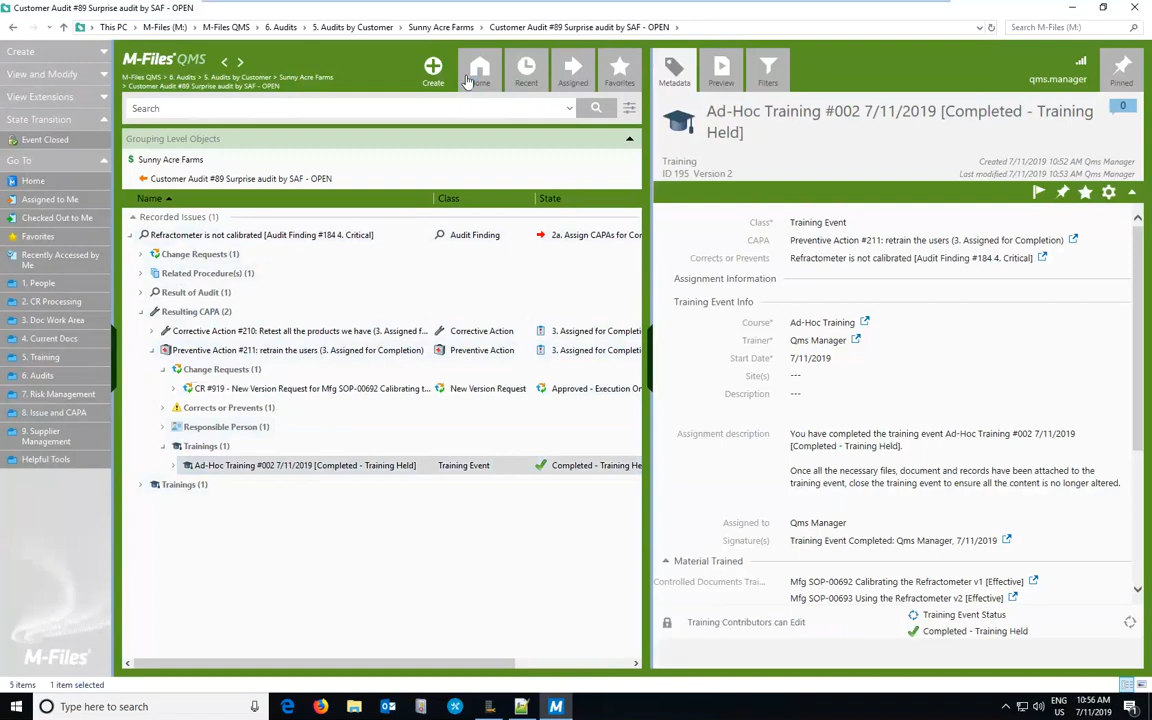 Customer Audit #89 Surprise audit by SAF - OPEN
This PC › M-Files (M:) › M-Files QMS › 6. Audits › 5. Audits by Customer › Sunny Acre Farms › Customer Audit #89 Surprise audit by SAF - OPEN
Search M-Files (M:)
Create
View and Modify
View Extensions
State Transition
Event Closed
Go To
Home
Assigned to Me
Checked Out to Me
Favorites
Recently Accessed by
Me
1. People
2. CR Processing
3. Doc Work Area
4. Current Docs
5. Training
6. Audits
7. Risk Management
8. Issue and CAPA
9. Supplier
Management
Helpful Tools
M-Files
M-Files QMS
M-Files QMS > 6. Audits > 5. Audits by Customer > Sunny Acre Farms
> Customer Audit #89 Surprise audit by SAF - OPEN
Create
Home
Recent
Assigned
Favorites
Search
Grouping Level Objects
Sunny Acre Farms
Customer Audit #89 Surprise audit by SAF - OPEN
Name Class State
Recorded Issues (1)
Refractometer is not calibrated [Audit Finding #184 4. Critical] Audit Finding 2a. Assign CAPAs for Cor
Change Requests (1)
Related Procedure(s) (1)
Result of Audit (1)
Resulting CAPA (2)
Corrective Action #210: Retest all the products we have (3. Assigned f... Corrective Action 3. Assigned for Completi
Preventive Action #211: retrain the users (3. Assigned for Completion) Preventive Action 3. Assigned for Completi
Change Requests (1)
CR #919 - New Version Request for Mfg SOP-00692 Calibrating t... New Version Request Approved - Execution On
Corrects or Prevents (1)
Responsible Person (1)
Trainings (1)
Ad-Hoc Training #002 7/11/2019 [Completed - Training Held] Training Event Completed - Training He
Trainings (1)
Metadata
Preview
Filters
qms.manager
Pinned
Ad-Hoc Training #002 7/11/2019 [Completed - Training
Held]
0
Training
ID 195 Version 2
Created 7/11/2019 10:52 AM Qms Manager
Last modified 7/11/2019 10:53 AM Qms Manager
Class* Training Event
CAPA Preventive Action #211: retrain the users (3. Assigned for Completion)
Corrects or Prevents Refractometer is not calibrated [Audit Finding #184 4. Critical]
Assignment Information
Training Event Info
Course* Ad-Hoc Training
Trainer* Qms Manager
Start Date* 7/11/2019
Site(s) ---
Description ---
Assignment description You have completed the training event Ad-Hoc Training #002 7/11/2019
[Completed - Training Held].
Once all the necessary files, document and records have been attached to the
training event, close the training event to ensure all the content is no longer altered.
Assigned to Qms Manager
Signature(s) Training Event Completed: Qms Manager, 7/11/2019
Material Trained
Controlled Documents Trai... Mfg SOP-00692 Calibrating the Refractometer v1 [Effective]
Mfg SOP-00693 Using the Refractometer v2 [Effective]
Training Contributors can Edit
Training Event Status
Completed - Training Held
5 items 1 item selected
Type here to search
ENG
US
10:56 AM
7/11/2019